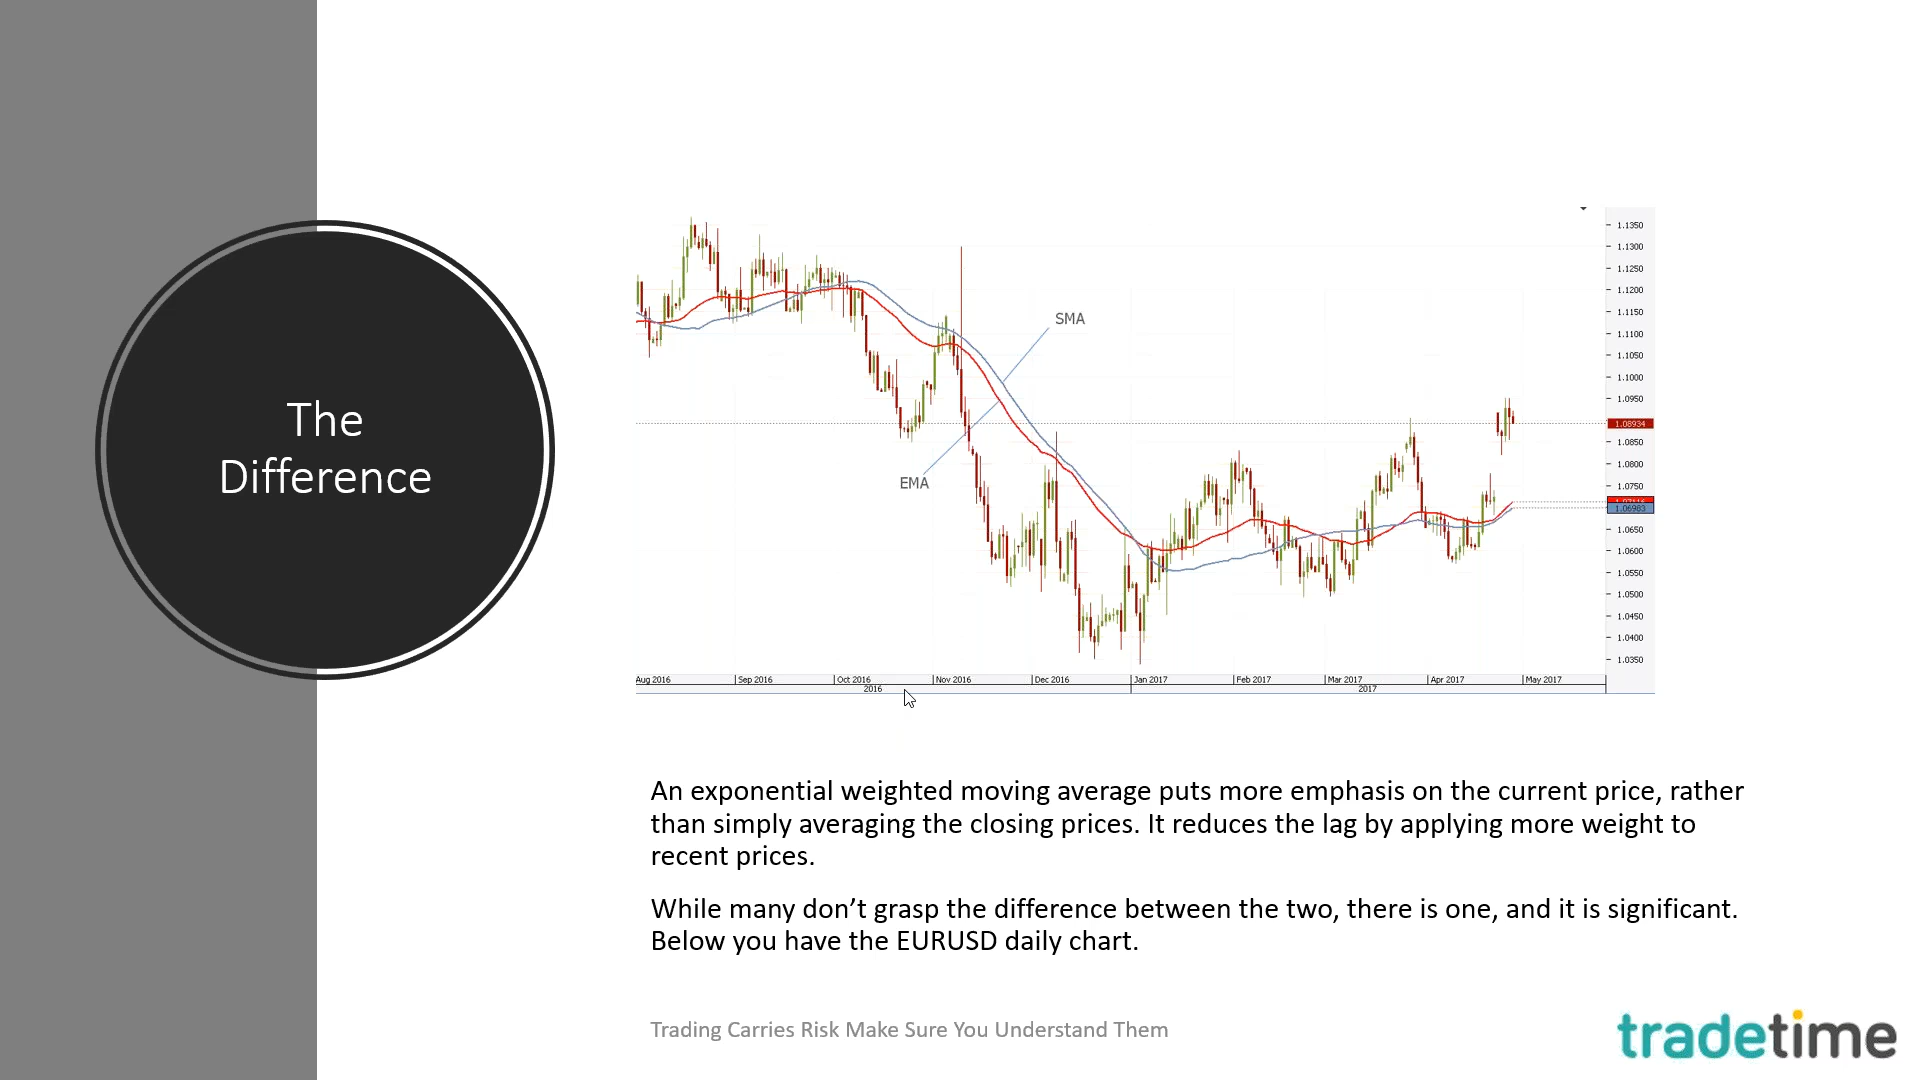 The
Difference
1.1350
1.1300
1.1250
1.1200
SMA
1.1150
1.1100
1.1050
1.1000
1.0950
1.08934
1.0850
1.0800
EMA
1.0750
1.06983
1.0650
1.0600
1.0550
1.0500
1.0450
1.0400
1.0350
Aug 2016 Sep 2016 Oct 2016 Nov 2016 Dec 2016 Jan 2017 Feb 2017 Mar 2017 Apr 2017 May 2017
2016 2017
An exponential weighted moving average puts more emphasis on the current price, rather
than simply averaging the closing prices. It reduces the lag by applying more weight to
recent prices.
While many don’t grasp the difference between the two, there is one, and it is significant.
Below you have the EURUSD daily chart.
Trading Carries Risk Make Sure You Understand Them
tradetime